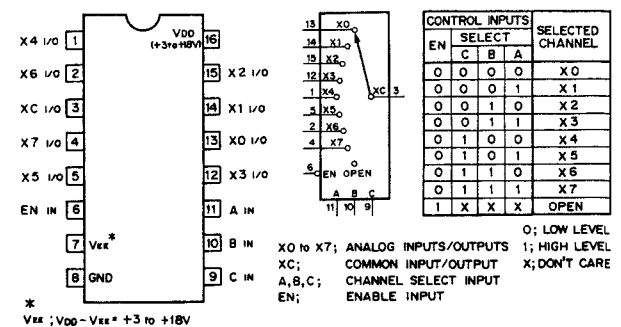 X4 I/O 1
VDD
(+3 to +18V)
16
X6 I/O 2
15 X2 I/O
XC I/O 3
14 X1 I/O
X7 I/O 4
13 X0 I/O
X5 I/O 5
12 X3 I/O
EN IN 6
11 A IN
7 VEE*
10 B IN
8 GND
9 C IN
*
VEE ; VDD - VEE = +3 to +18V
13 X0
14 X1
15 X2
12 X3
1 X4
5 X5
2 X6
4 X7
XC 3
6 EN OPEN
A B C
11 10 9
CONTROL INPUTS
SELECTED CHANNEL
EN SELECT
C B A
0 0 0 0 X0
0 0 0 1 X1
0 0 1 0 X2
0 0 1 1 X3
0 1 0 0 X4
0 1 0 1 X5
0 1 1 0 X6
0 1 1 1 X7
1 X X X OPEN
0; LOW LEVEL
1; HIGH LEVEL
X; DON'T CARE
X0 to X7; ANALOG INPUTS/OUTPUTS
XC; COMMON INPUT/OUTPUT
A,B,C; CHANNEL SELECT INPUT
EN; ENABLE INPUT